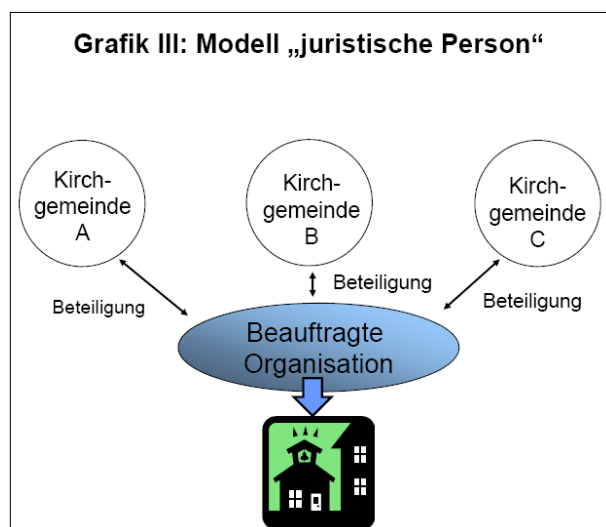 Grafik III: Modell „juristische Person“
Kirch-
gemeinde
A
Kirch-
gemeinde
B
Kirch-
gemeinde
C
Beteiligung
Beteiligung
Beteiligung
Beauftragte
Organisation